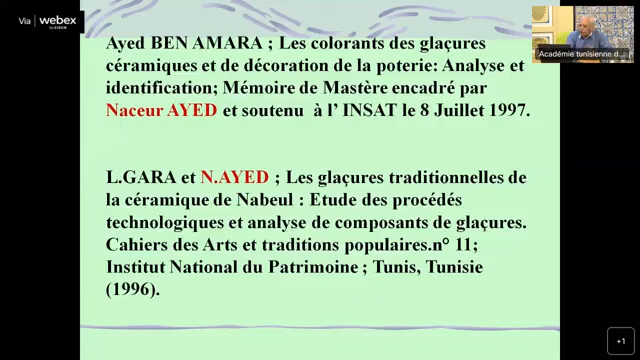 Via webex
by CISCO
Ayed BEN AMARA ; Les colorants des glaçures
céramiques et de décoration de la poterie: Analyse et
identification; Mémoire de Mastère encadré par
Naceur AYED et soutenu à l' INSAT le 8 Juillet 1997.
L.GARA et N.AYED ; Les glaçures traditionnelles de
la céramique de Nabeul : Etude des procédés
technologiques et analyse de composants de glaçures.
Cahiers des Arts et traditions populaires.n° 11;
Institut National du Patrimoine ; Tunis, Tunisie
(1996).
Académie tunisienne d...
+1